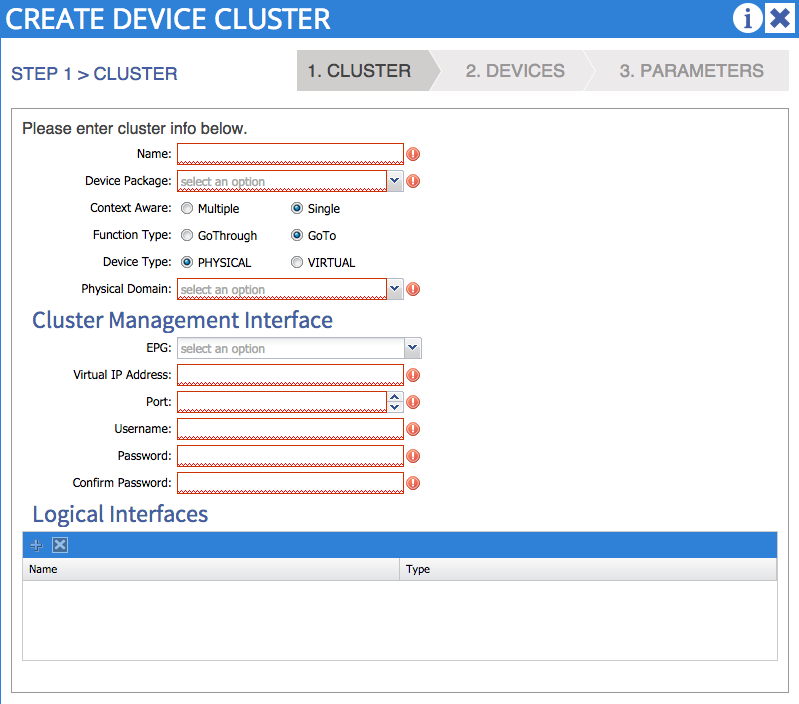 CREATE DEVICE CLUSTER
STEP 1 > CLUSTER
1. CLUSTER
2. DEVICES
3. PARAMETERS
Please enter cluster info below.
Name:
Device Package: select an option
Context Aware: Multiple Single
Function Type: GoThrough GoTo
Device Type: PHYSICAL VIRTUAL
Physical Domain: select an option
Cluster Management Interface
EPG: select an option
Virtual IP Address:
Port:
Username:
Password:
Confirm Password:
Logical Interfaces
Name Type